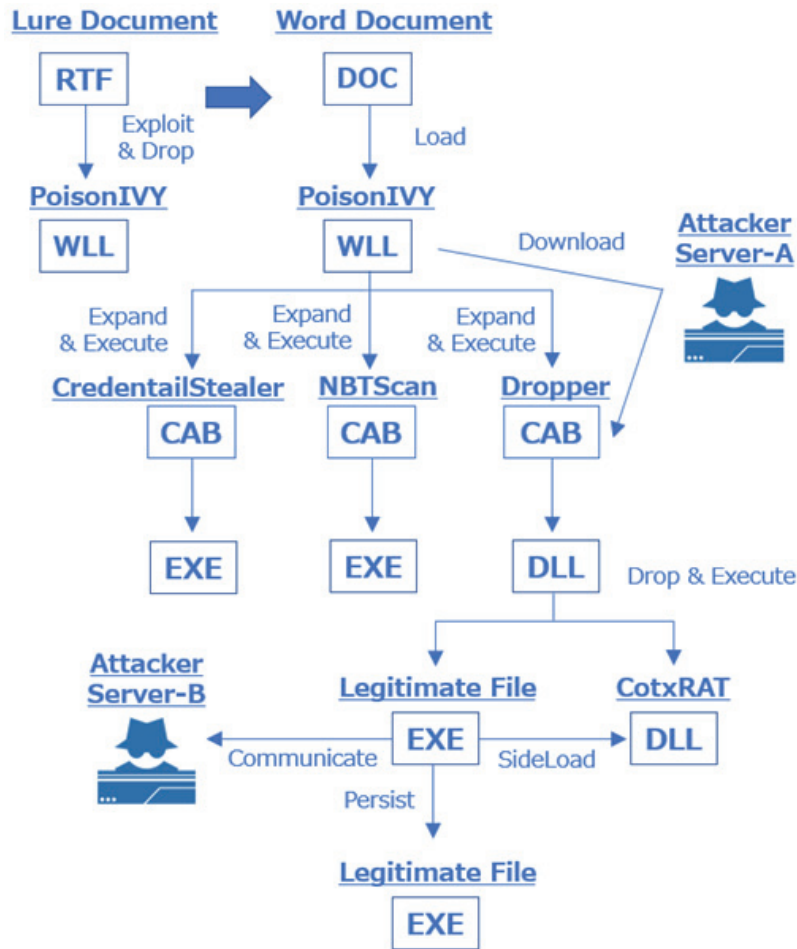 Lure Document
Word Document
RTF
DOC
Exploit
& Drop
Load
PoisonIVY
PoisonIVY
WLL
WLL
Download
Attacker
Server-A
Expand
& Execute
Expand
& Execute
Expand
& Execute
CredentailStealer
NBTScan
Dropper
CAB
CAB
CAB
EXE
EXE
DLL
Drop & Execute
Attacker
Server-B
Legitimate File
CotxRAT
EXE
DLL
Communicate
SideLoad
Persist
Legitimate File
EXE